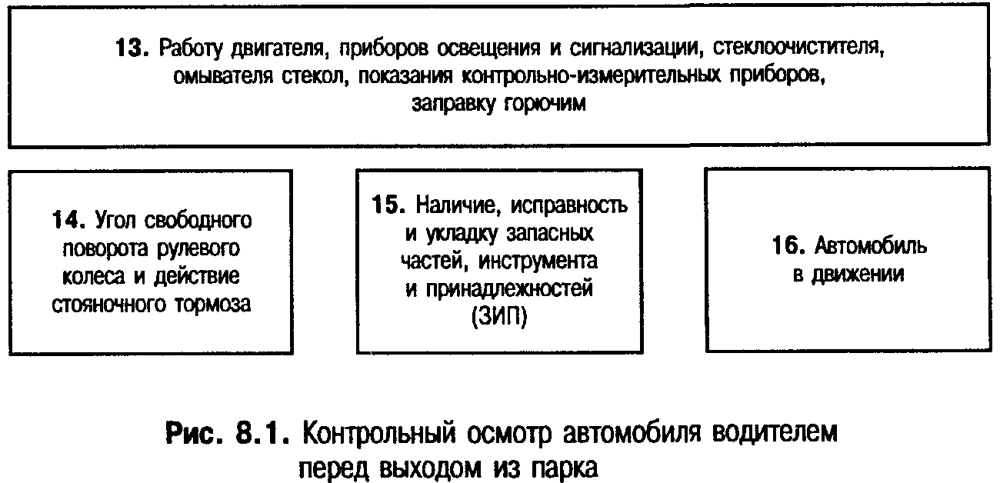 13. Работу двигателя, приборов освещения и сигнализации, стеклоочистителя,
омывателя стекол, показания контрольно-измерительных приборов,
заправку горючим
14. Угол свободного
поворота рулевого
колеса и действие
стояночного тормоза
15. Наличие, исправность
и укладку запасных
частей, инструмента
и принадлежностей
(ЗИП)
16. Автомобиль
в движении
Рис. 8.1. Контрольный осмотр автомобиля водителем
перед выходом из парка